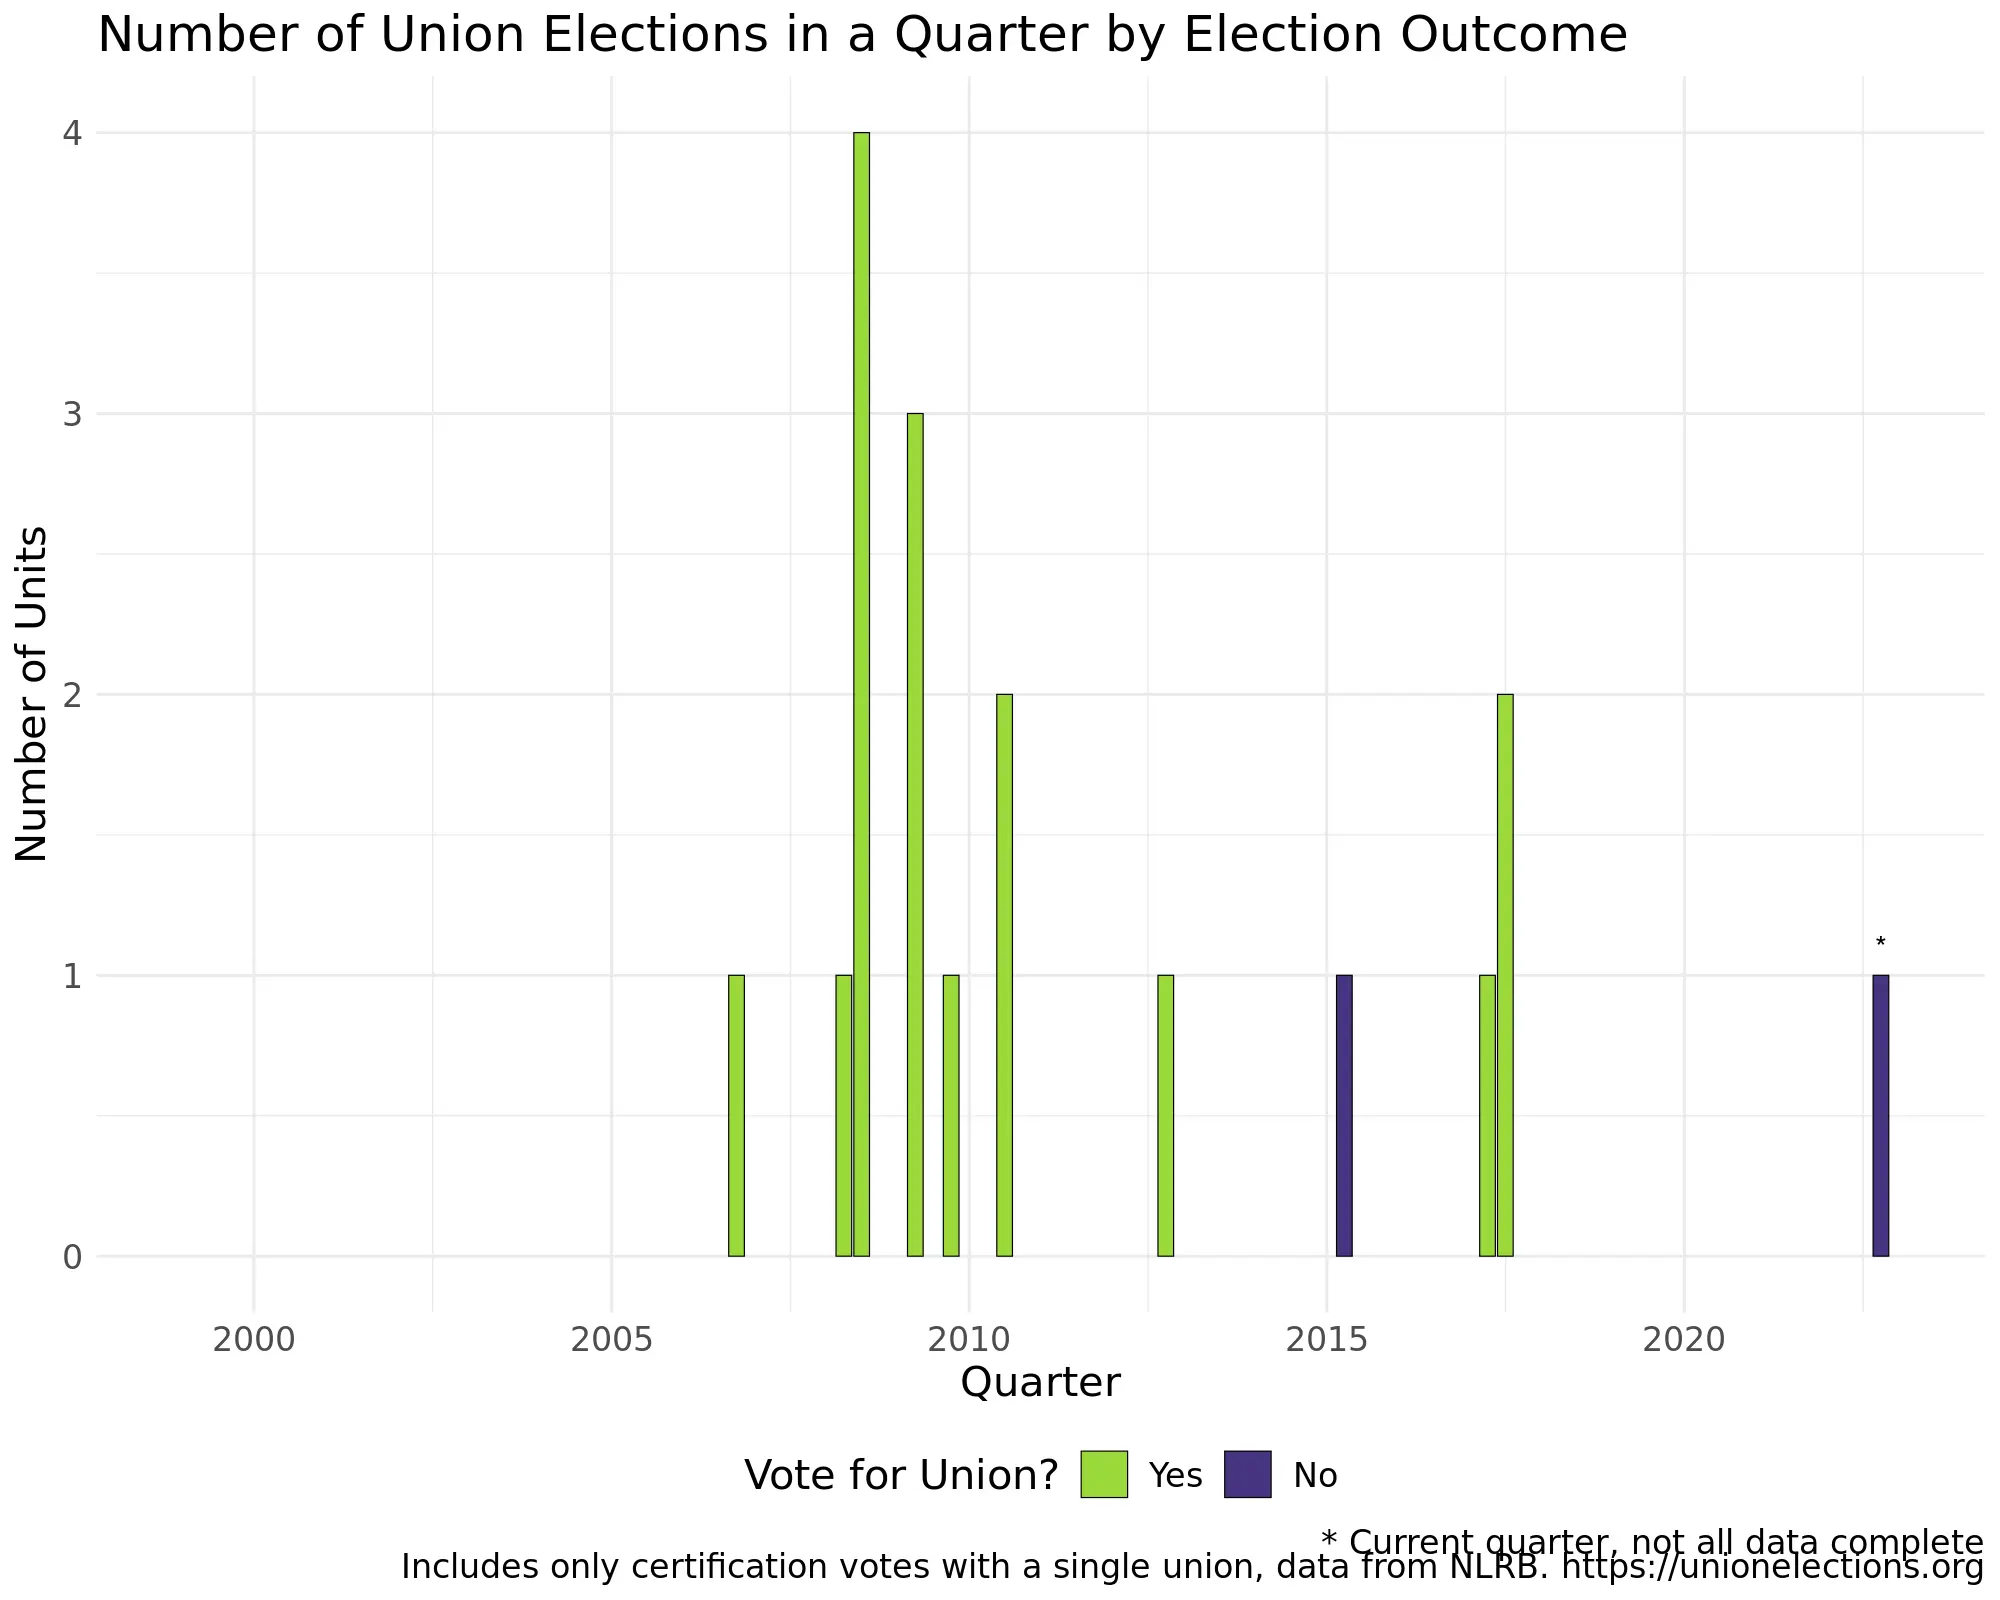 Number of Union Elections in a Quarter by Election Outcome
Number of Units
4
3
2
1
0
*
2000 2005 2010 2015 2020
Quarter
Vote for Union? Yes No
* Current quarter, not all data complete
Includes only certification votes with a single union, data from NLRB. https://unionelections.org